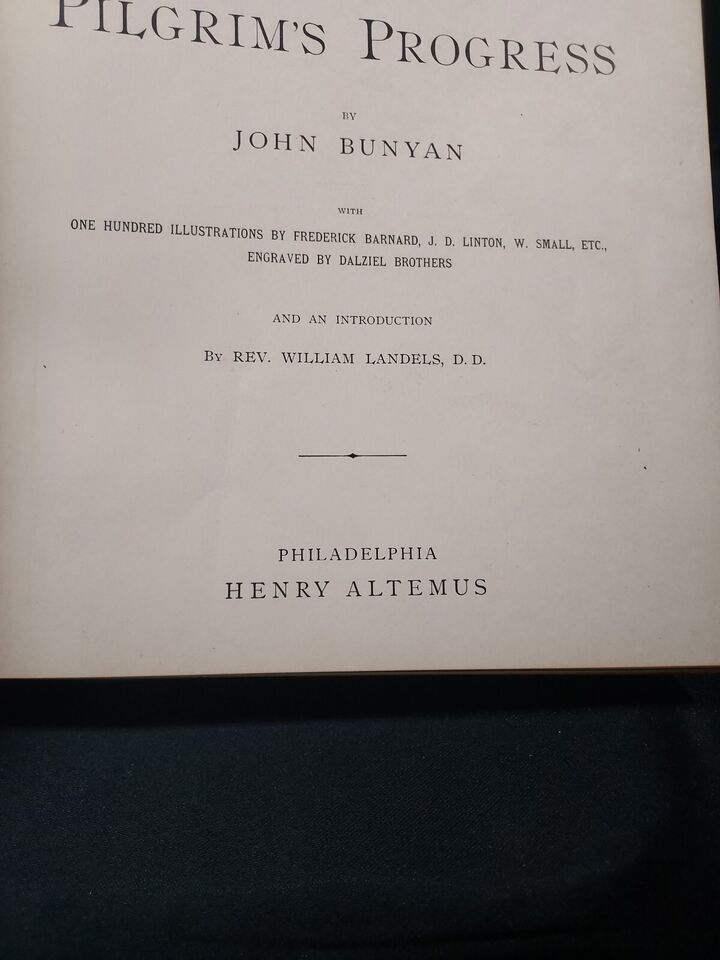 PILGRIM'S PROGRESS
BY
JOHN BUNYAN
WITH
ONE HUNDRED ILLUSTRATIONS BY FREDERICK BARNARD, J. D. LINTON, W. SMALL, ETC.,
ENGRAVED BY DALZIEL BROTHERS
AND AN INTRODUCTION
BY REV. WILLIAM LANDELS, D. D.
PHILADELPHIA
HENRY ALTEMUS